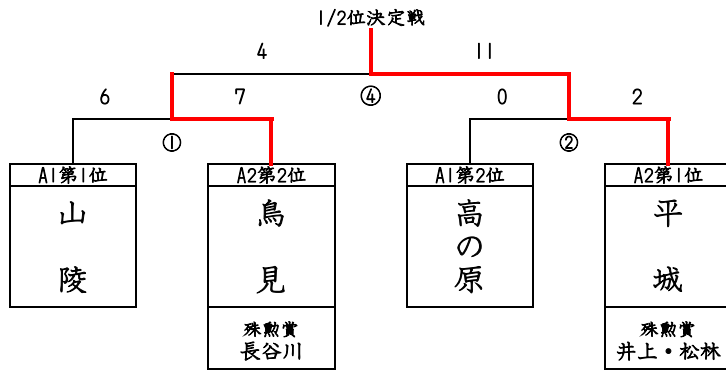 1/2位決定戦
4 11
6 7 ④ 0 2
① ②
A1第1位 A2第2位 A1第2位 A2第1位
山陵 鳥見 高の原 平城
殊勲賞 殊勲賞
長谷川 井上・松林